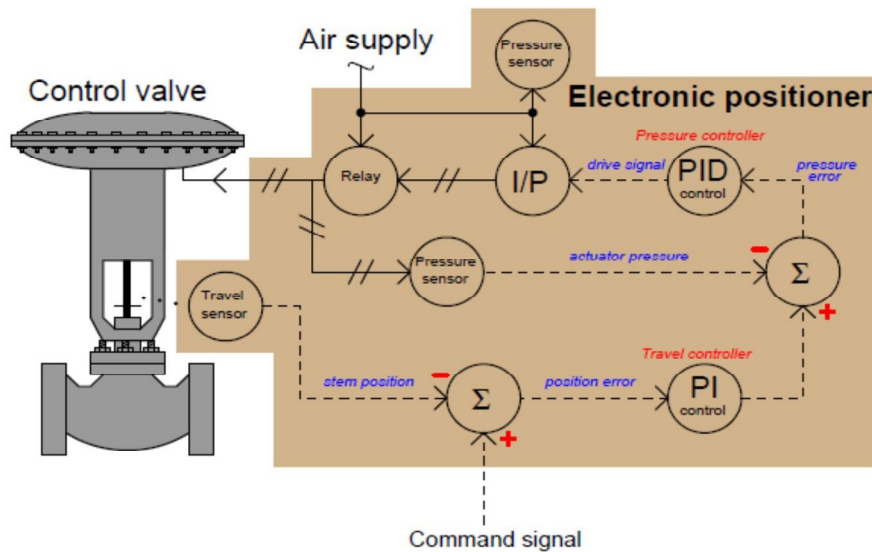 Air supply
Pressure
sensor
Control valve
Electronic positioner
Pressure controller
Relay
I/P
drive signal
PID
control
pressure
error
Pressure
sensor
actuator pressure
−
Σ
+
Travel
sensor
Travel controller
stem position
−
Σ
+
position error
PI
control
Command signal